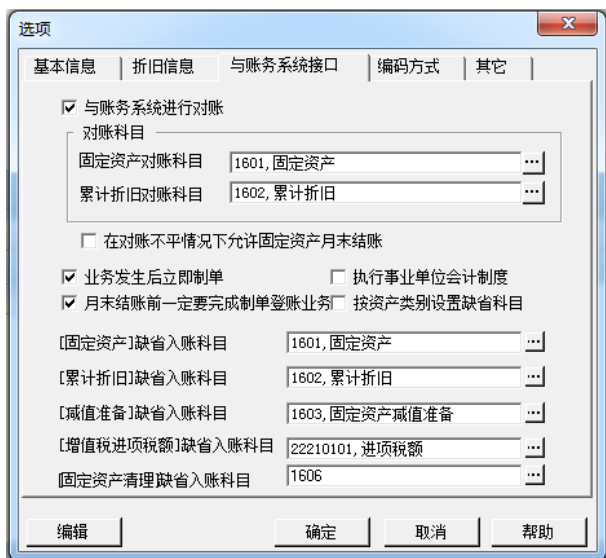 选项
基本信息 折旧信息 与账务系统接口 编码方式 其它
与账务系统进行对账
对账科目
固定资产对账科目 1601,固定资产
累计折旧对账科目 1602,累计折旧
在对账不平情况下允许固定资产月末结账
业务发生后立即制单 执行事业单位会计制度
月末结账前一定要完成制单登账业务 按资产类别设置缺省科目
[固定资产]缺省入账科目 1601,固定资产
[累计折旧]缺省入账科目 1602,累计折旧
[减值准备]缺省入账科目 1603,固定资产减值准备
[增值税进项税额]缺省入账科目 22210101,进项税额
[固定资产清理]缺省入账科目 1606
编辑 确定 取消 帮助